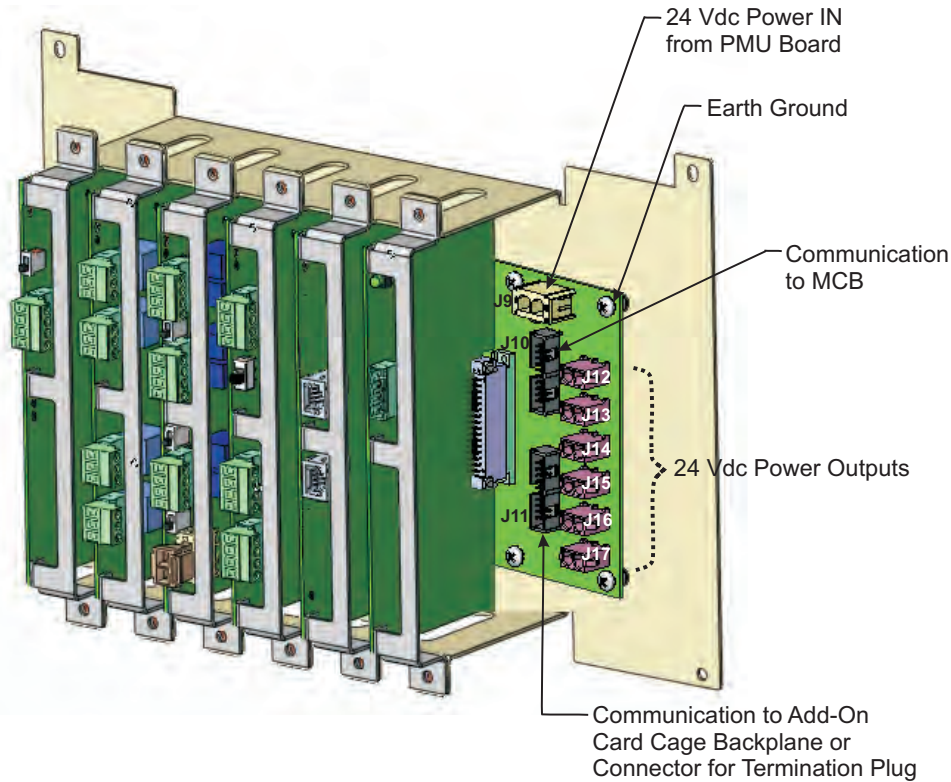 24 Vdc Power IN
from PMU Board
Earth Ground
Communication
to MCB
J9
J10
J12
J13
J14
J15
J16
J17
J11
24 Vdc Power Outputs
Communication to Add-On
Card Cage Backplane or
Connector for Termination Plug